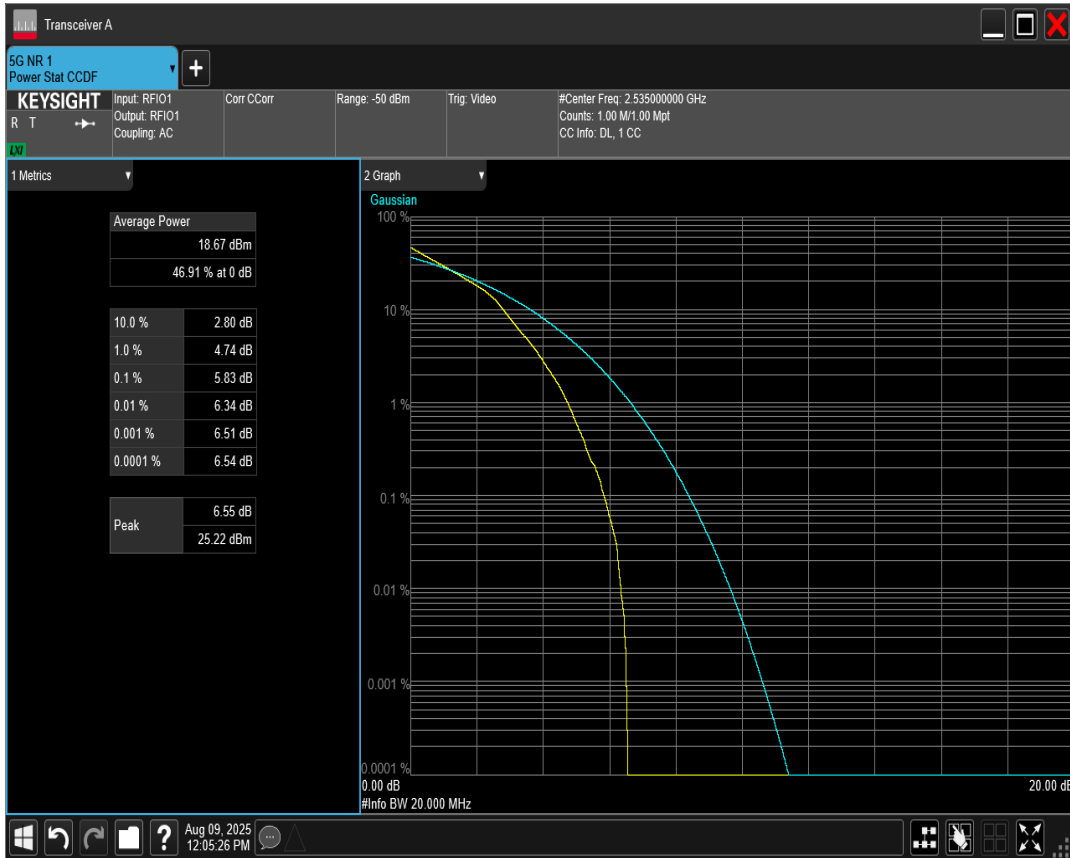 Transceiver A
5G NR 1
Power Stat CCDF
KEYSIGHT
R T
LXI
Input: RFIO1
Output: RFIO1
Coupling: AC
Corr CCorr
Range: -50 dBm
Trig: Video
#Center Freq: 2.535000000 GHz
Counts: 1.00 M/1.00 Mpt
CC Info: DL, 1 CC
1 Metrics
Average Power
18.67 dBm
46.91 % at 0 dB
10.0 % 2.80 dB
1.0 % 4.74 dB
0.1 % 5.83 dB
0.01 % 6.34 dB
0.001 % 6.51 dB
0.0001 % 6.54 dB
Peak
6.55 dB
25.22 dBm
2 Graph
Gaussian
100 %
10 %
1 %
0.1 %
0.01 %
0.001 %
0.0001 %
0.00 dB 20.00 dB
#Info BW 20.000 MHz
? Aug 09, 2025
12:05:26 PM